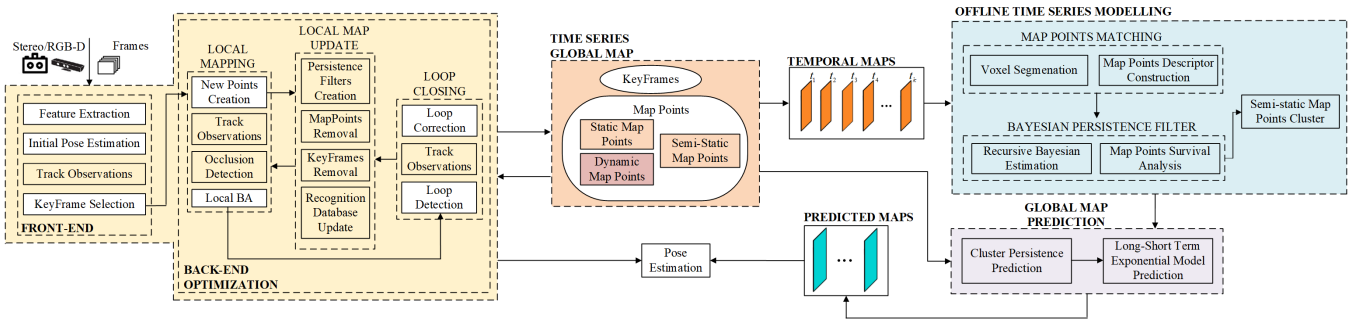 Stereo/RGB-D
Frames
Feature Extraction
Initial Pose Estimation
Track Observations
KeyFrame Selection
FRONT-END
LOCAL
MAPPING
New Points
Creation
Track
Observations
Occlusion
Detection
Local BA
LOCAL MAP
UPDATE
Persistence
Filters
Creation
MapPoints
Removal
KeyFrames
Removal
Recognition
Database
Update
LOOP
CLOSING
Loop
Correction
Track
Observations
Loop
Detection
BACK-END
OPTIMIZATION
TIME SERIES
GLOBAL MAP
KeyFrames
Map Points
Static Map
Points
Dynamic
Map Points
Semi-Static
Map Points
TEMPORAL MAPS
t1 t2 t3 t4 ... tk
PREDICTED MAPS
...
Pose
Estimation
OFFLINE TIME SERIES MODELLING
MAP POINTS MATCHING
Voxel Segmenation
Map Points Descriptor
Construction
BAYESIAN PERSISTENCE FILTER
Recursive Bayesian
Estimation
Map Points Survival
Analysis
Semi-static Map
Points Cluster
GLOBAL MAP
PREDICTION
Cluster Persistence
Prediction
Long-Short Term
Exponential Model
Prediction